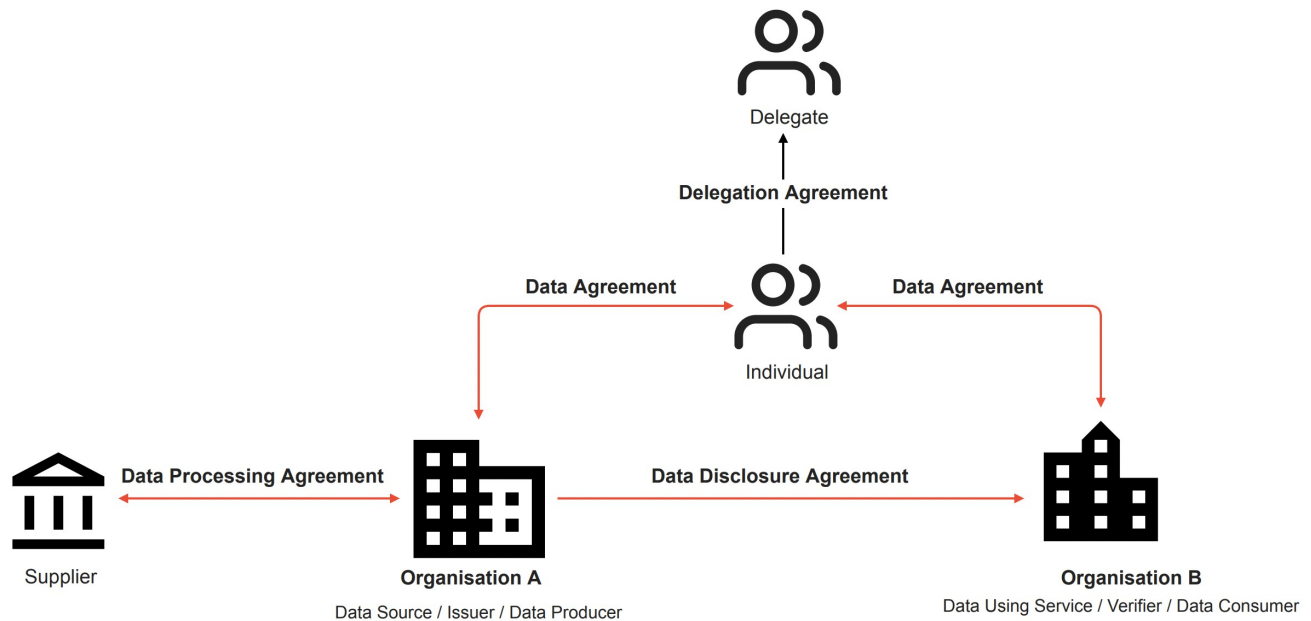 Delegate
Delegation Agreement
Data Agreement
Data Agreement
Individual
Data Processing Agreement
Data Disclosure Agreement
Supplier
Organisation A
Organisation B
Data Source / Issuer / Data Producer
Data Using Service / Verifier / Data Consumer